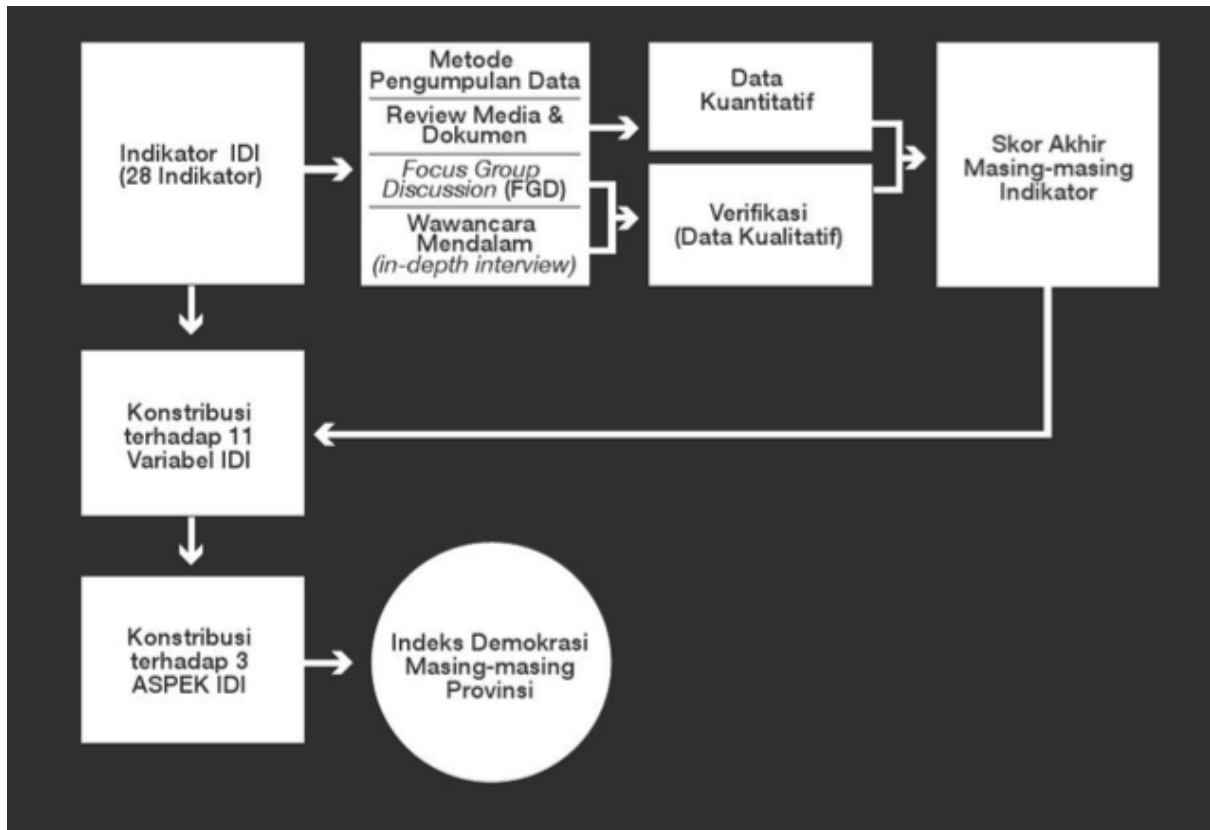 Indikator IDI
(28 Indikator)
Metode
Pengumpulan Data
Review Media &
Dokumen
Focus Group
Discussion (FGD)
Wawancara
Mendalam
(in-depth interview)
Data
Kuantitatif
Verifikasi
(Data Kualitatif)
Skor Akhir
Masing-masing
Indikator
Konstribusi
terhadap 11
Variabel IDI
Konstribusi
terhadap 3
ASPEK IDI
Indeks Demokrasi
Masing-masing
Provinsi